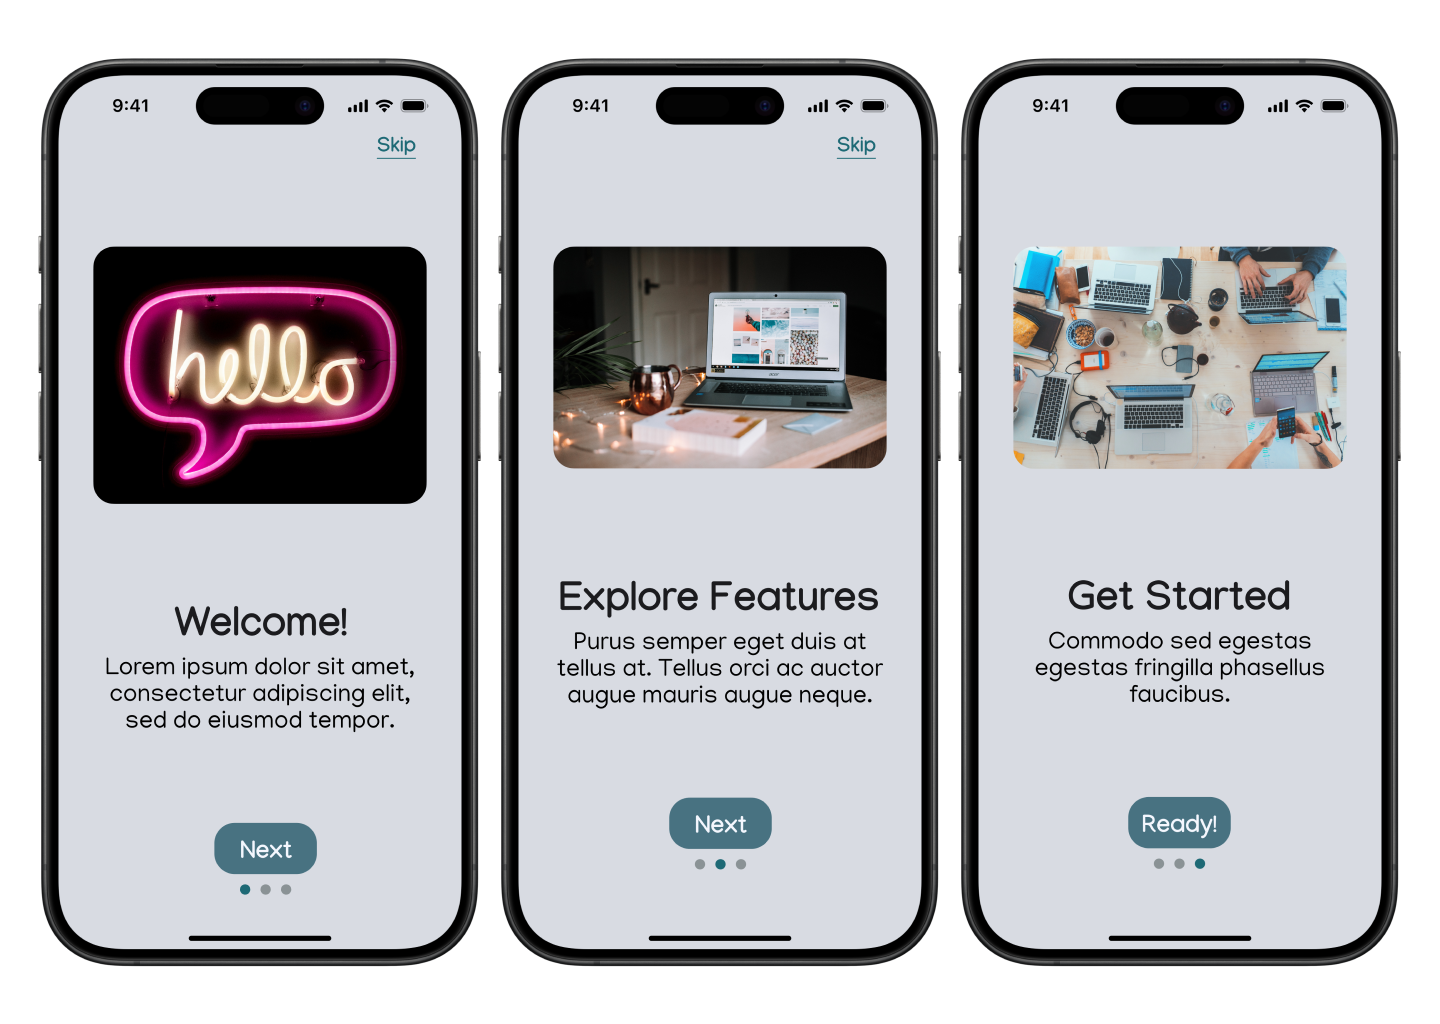 9:41
Skip
hello
Welcome!
Lorem ipsum dolor sit amet,
consectetur adipiscing elit,
sed do eiusmod tempor.
Next
9:41
Skip
acer
Explore Features
Purus semper eget duis at
tellus at. Tellus orci ac auctor
augue mauris augue neque.
Next
9:41
Get Started
Commodo sed egestas
egestas fringilla phasellus
faucibus.
Ready!